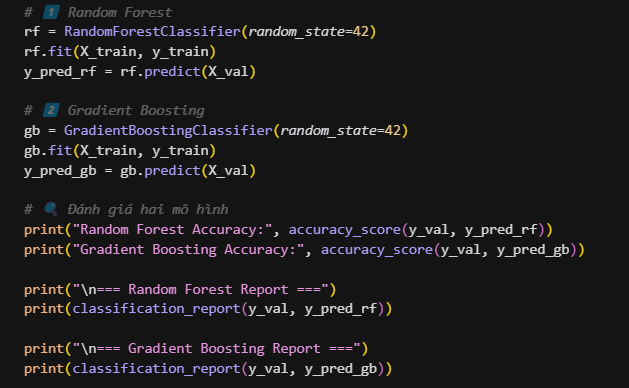 # 1️⃣ Random Forest
rf = RandomForestClassifier(random_state=42)
rf.fit(X_train, y_train)
y_pred_rf = rf.predict(X_val)
# 2️⃣ Gradient Boosting
gb = GradientBoostingClassifier(random_state=42)
gb.fit(X_train, y_train)
y_pred_gb = gb.predict(X_val)
# 🔍 Đánh giá hai mô hình
print("Random Forest Accuracy:", accuracy_score(y_val, y_pred_rf))
print("Gradient Boosting Accuracy:", accuracy_score(y_val, y_pred_gb))
print("\n=== Random Forest Report ===")
print(classification_report(y_val, y_pred_rf))
print("\n=== Gradient Boosting Report ===")
print(classification_report(y_val, y_pred_gb))